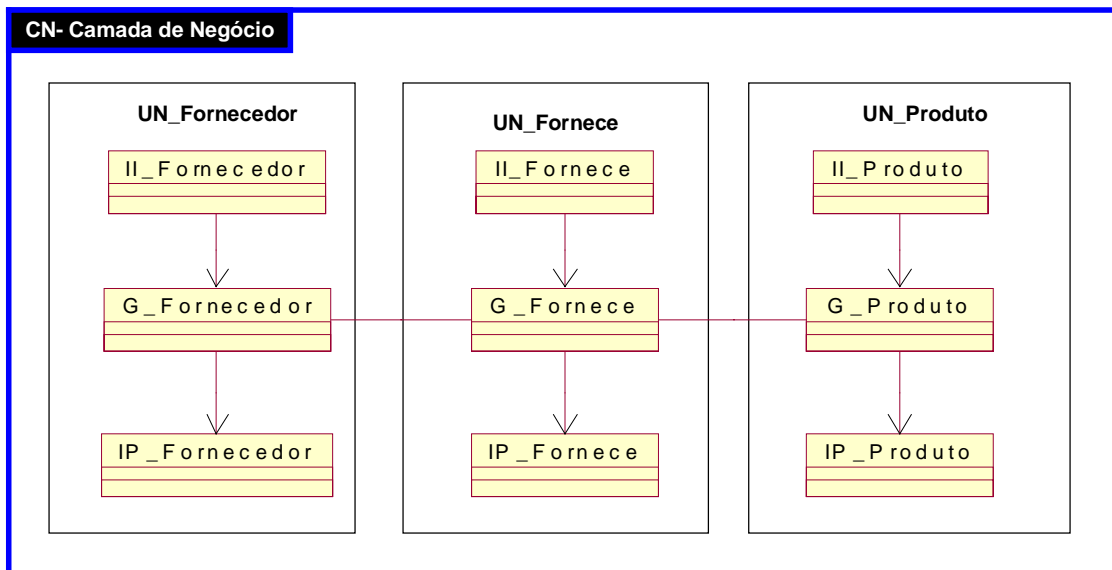 CN- Camada de Negócio
UN_Fornecedor
UN_Fornece
UN_Produto
II_Fornecedor
II_Fornece
II_Produto
G_Fornecedor
G_Fornece
G_Produto
IP_Fornecedor
IP_Fornece
IP_Produto